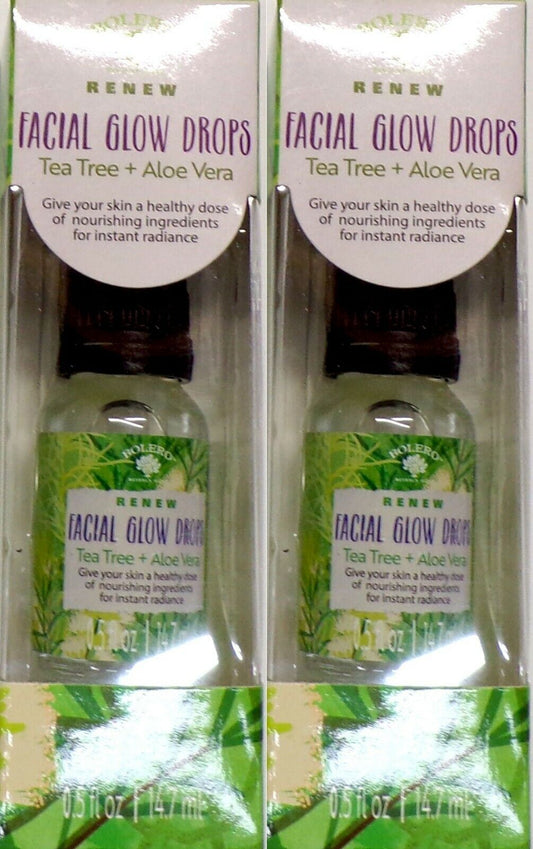 BOLERO
RENEW
FACIAL GLOW DROPS
Tea Tree + Aloe Vera
Give your skin a healthy dose
of nourishing ingredients
for instant radiance
BOLERO
RENEW
FACIAL GLOW DROPS
Tea Tree + Aloe Vera
Give your skin a healthy dose
of nourishing ingredients
for instant radiance
0.5 fl oz | 14.7
0.5 fl oz | 14.7 mL
BOLERO
RENEW
FACIAL GLOW DROPS
Tea Tree + Aloe Vera
Give your skin a healthy dose
of nourishing ingredients
for instant radiance
BOLERO
RENEW
FACIAL GLOW DROPS
Tea Tree + Aloe Vera
Give your skin a healthy dose
of nourishing ingredients
for instant radiance
0.5 fl oz | 14.7
0.5 fl oz | 14.7 mL